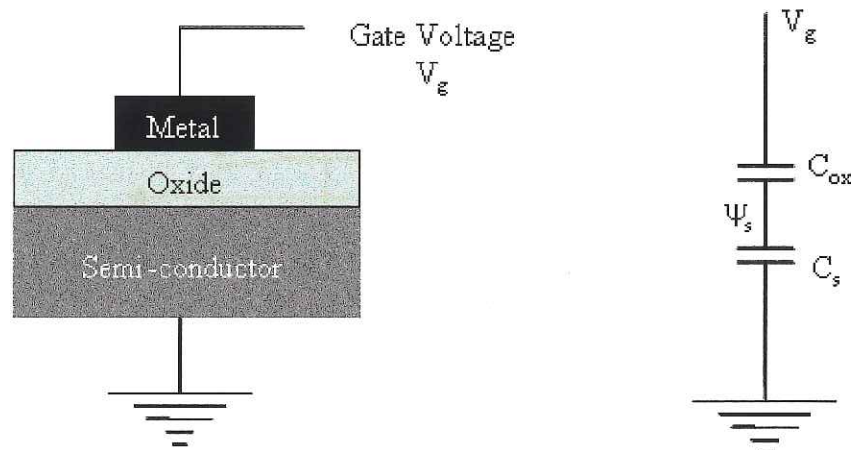 Gate Voltage
V_g
Metal
Oxide
Semi-conductor
V_g
C_ox
Ψ_s
C_s